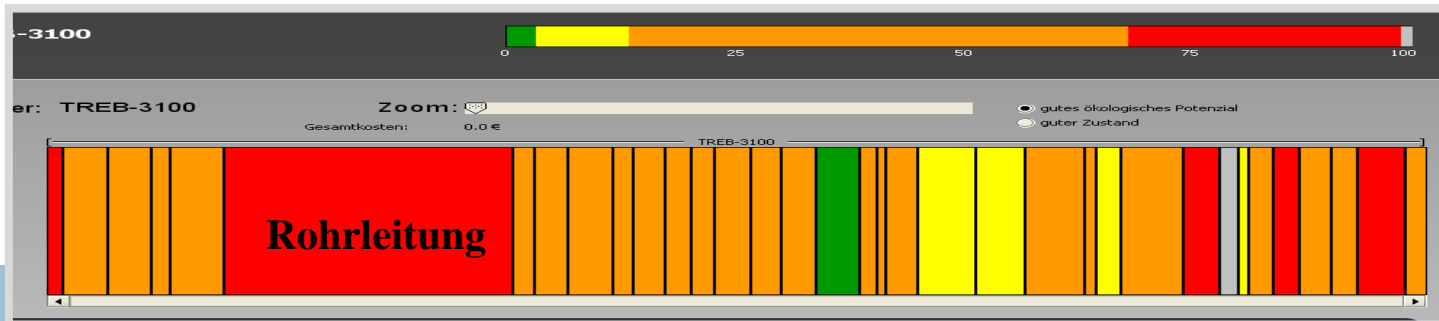 -3100
0 25 50 75 100
er: TREB-3100 Zoom: gutes ökologisches Potenzial
Gesamtkosten: 0.0 € guter Zustand
TREB-3100
Rohrleitung